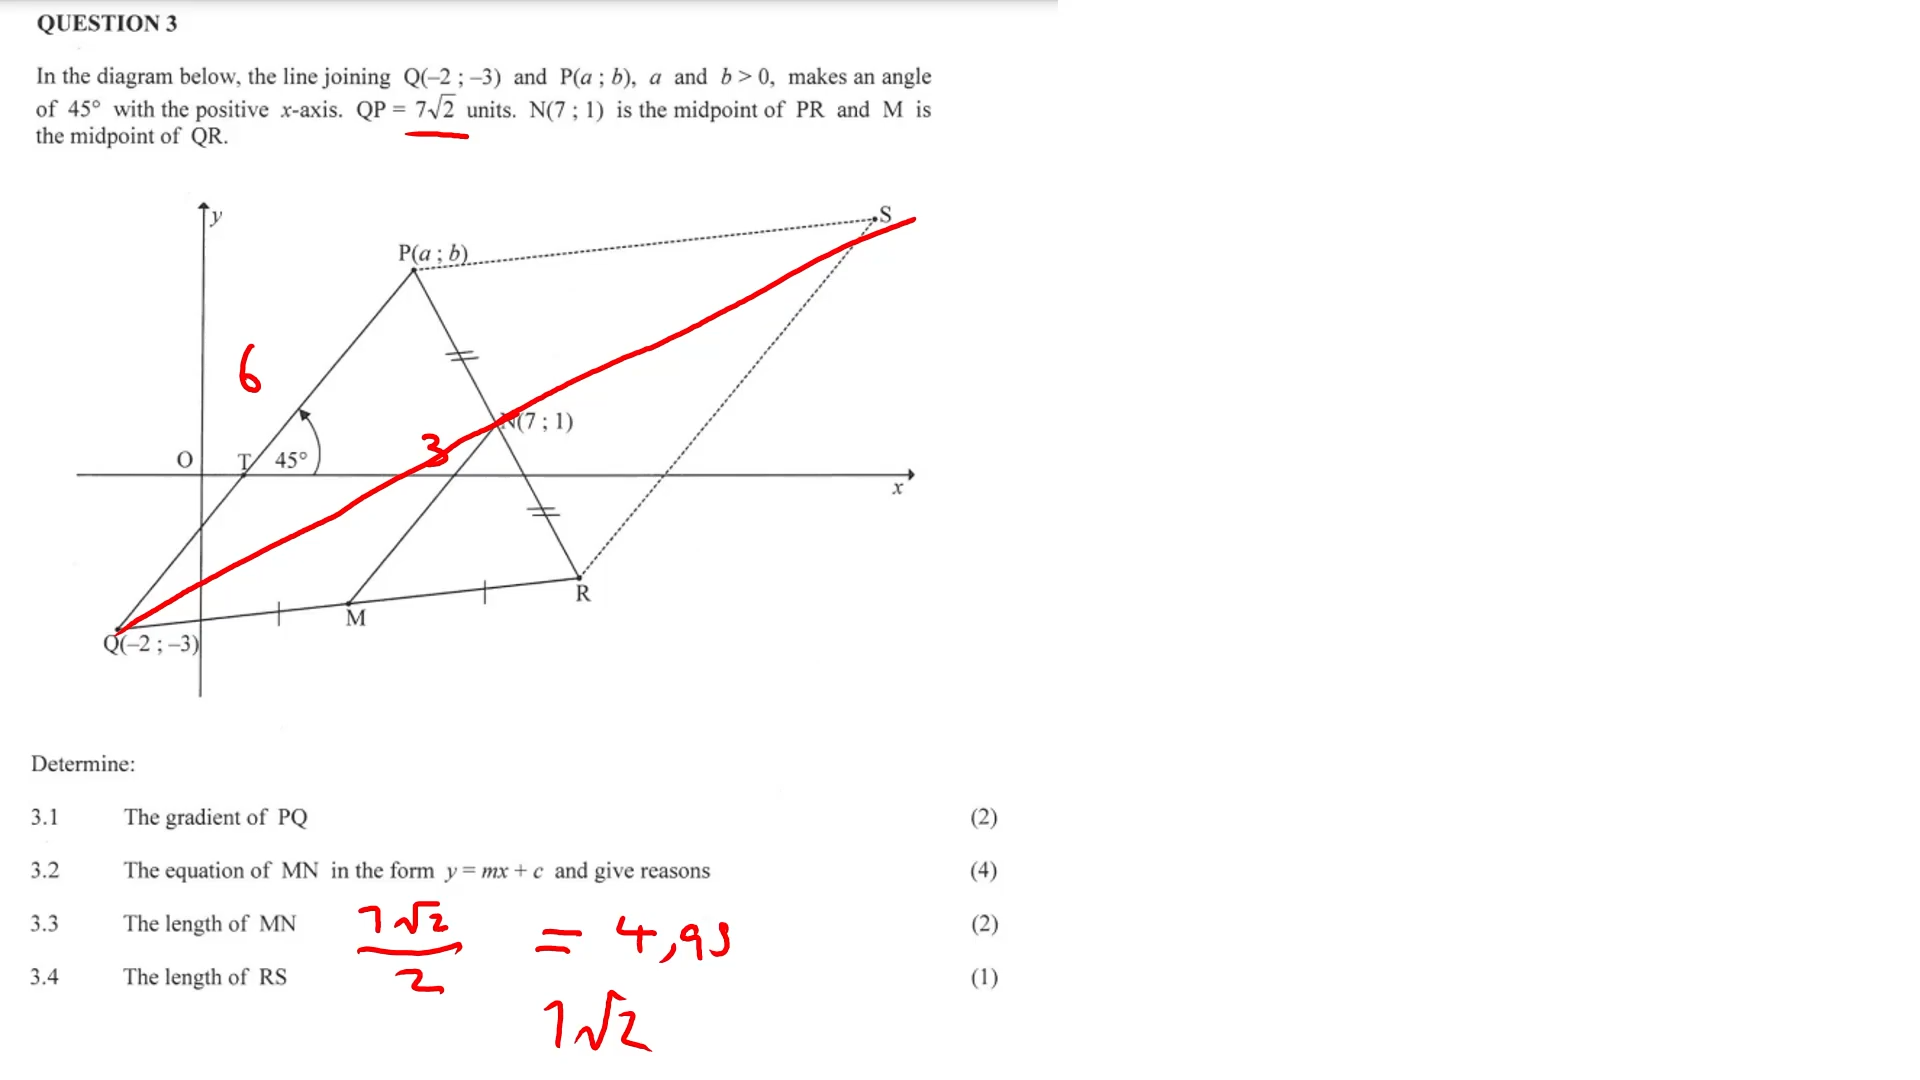 QUESTION 3
In the diagram below, the line joining Q(–2 ; –3) and P(a ; b), a and b > 0, makes an angle
of 45° with the positive x-axis. QP = 7√2 units. N(7 ; 1) is the midpoint of PR and M is
the midpoint of QR.
y
S
P(a ; b)
6
N(7 ; 1)
3
O
T
45°
x
R
M
Q(–2 ; –3)
Determine:
3.1 The gradient of PQ (2)
3.2 The equation of MN in the form y = mx + c and give reasons (4)
3.3 The length of MN 7√2/2 = 4,95 (2)
3.4 The length of RS (1)
7√2